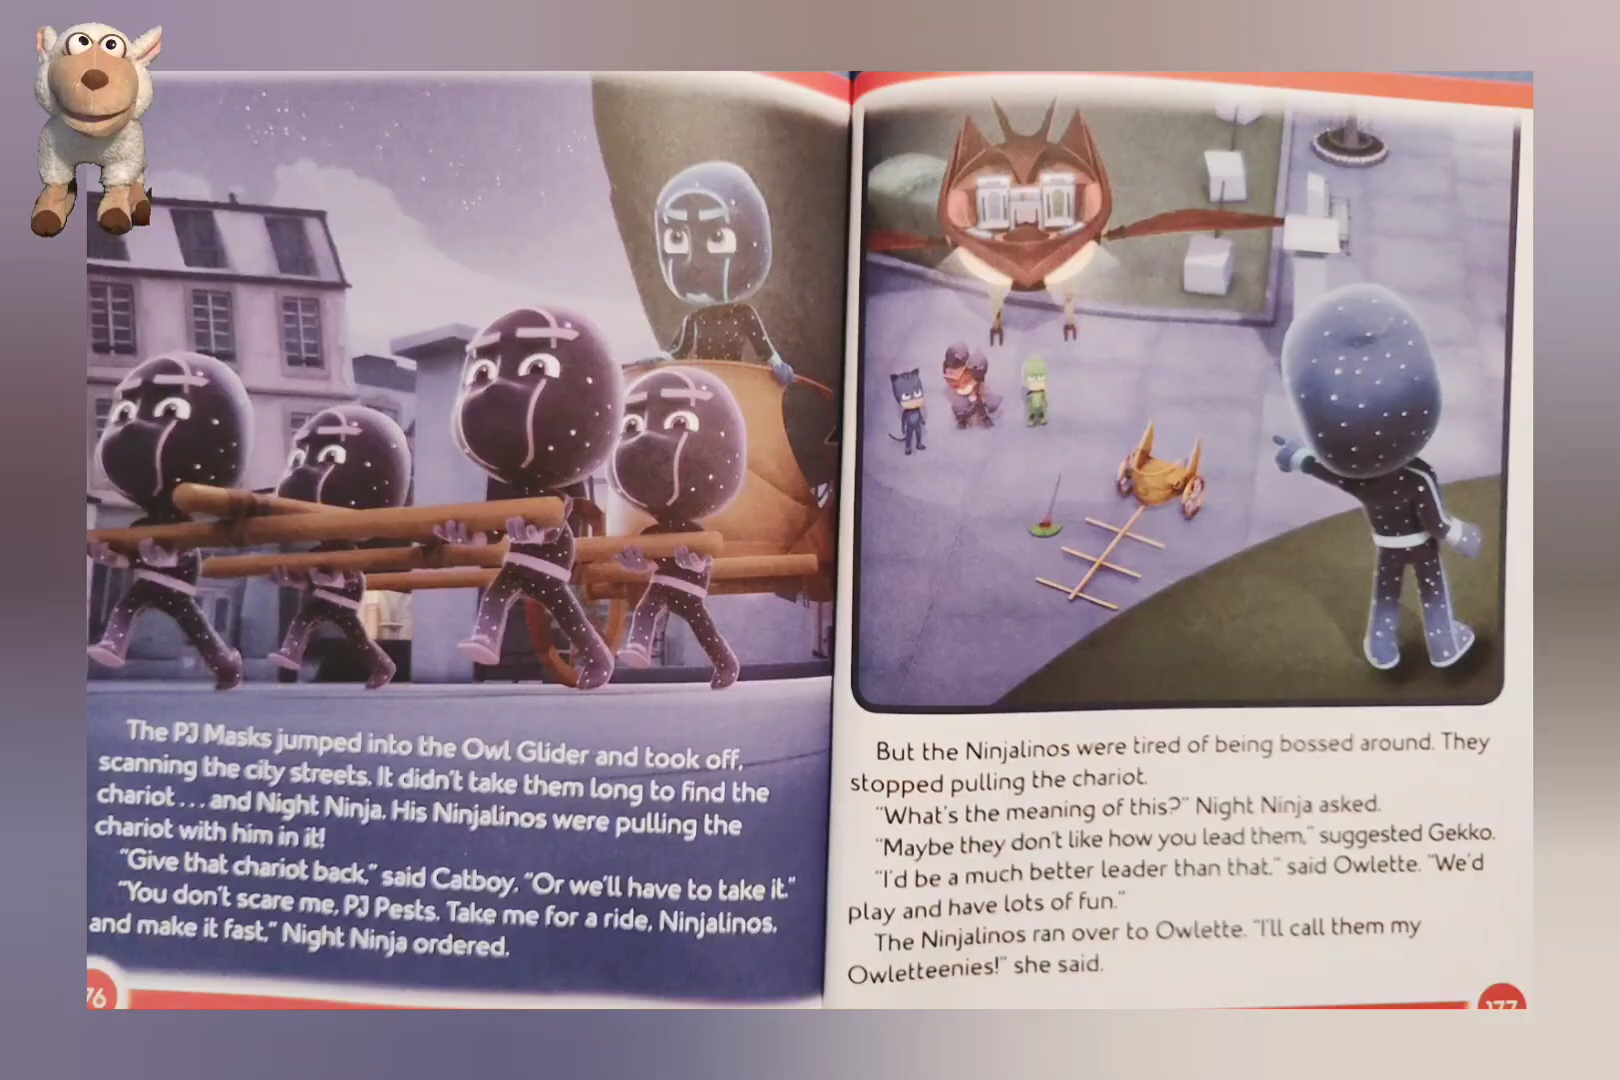 The PJ Masks jumped into the Owl Glider and took off,
scanning the city streets. It didn't take them long to find the
chariot...and Night Ninja. His Ninjalinos were pulling the
chariot with him in it!
"Give that chariot back," said Catboy. "Or we'll have to take it."
"You don't scare me, PJ Pests. Take me for a ride, Ninjalinos,
and make it fast." Night Ninja ordered.
76
But the Ninjalinos were tired of being bossed around. They
stopped pulling the chariot.
"What's the meaning of this?" Night Ninja asked.
"Maybe they don't like how you lead them," suggested Gekko.
"I'd be a much better leader than that," said Owlette. "We'd
play and have lots of fun."
The Ninjalinos ran over to Owlette. "I'll call them my
Owletteenies!" she said.
177